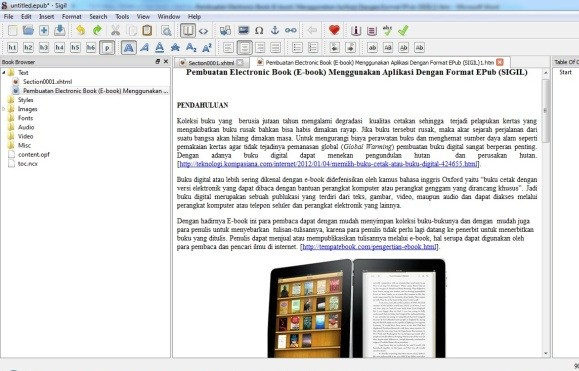 untitled.epub* - Sigil
File Edit Insert Format Search Tools View Window Help
h1 h2 h3 h4 h5 h6 p
Book Browser
Section0001.xhtml
Pembuatan Electronic Book (E-book) Menggunakan Aplikasi Dengan Format EPub (SIGIL)1.htm
Table Of C
Text
Section0001.xhtml
Pembuatan Electronic Book (E-book) Menggunakan ...
Styles
Images
Fonts
Audio
Video
Misc
content.opf
toc.ncx
Start
Pembuatan Electronic Book (E-book) Menggunakan Aplikasi Dengan Format EPub (SIGIL)
PENDAHULUAN
Koleksi buku yang berusia jutaan tahun mengalami degradasi kualitas cetakan sehingga terjadi pelapukan kertas) yang
mengakibatkan buku rusak bahkan bisa habis dimakan rayap. Jika buku tersebut rusak, maka akar sejarah perjalanan dari
suatu bangsa akan hilang dimakan masa. Untuk mengurangi biaya perawatan buku dan menghemat sumber daya alam seperti
pemakaian kertas agar tidak terjadinya pemanasan global (Global Warming) pembuatan buku digital sangat berperan penting.
Dengan adanya buku digital dapat menekan pengundulan hutan dan perusakan hutan.
[http://teknologi.kompasiana.com/internet/2012/01/04/memilih-buku-cetak-atau-buku-digital-424655.html].
Buku digital atau lebih sering dikenal dengan e-book didefenisikan oleh kamus bahasa inggris Oxford yaitu “buku cetak dengan
versi elektronik yang dapat dibaca dengan bantuan perangkat komputer atau perangkat genggam yang dirancang khusus”. Jadi
buku digital merupakan sebuah publukasi yang terdiri dari teks, gambar, video, maupun audio dan dapat diakses melalui
perangkat komputer atau telepon seluler dan perangkat elektronik yang lainnya.
Dengan hadirnya E-book ini para pembaca dapat dengan mudah menyimpan koleksi buku-bukunya dan dengan mudah juga
para penulis untuk menyebarkan tulisan-tulisannya, karena para penulis tidak perlu lagi datang ke penerbit untuk menerbitkan
buku yang ditulis. Penulis dapat menjual atau mempublikasikan tulisannya melalui e-book, hal serupa dapat digunakan oleh
para pembaca dan pencari ilmu di internet. [http://tempatebook.com/pengertian-ebook.html].